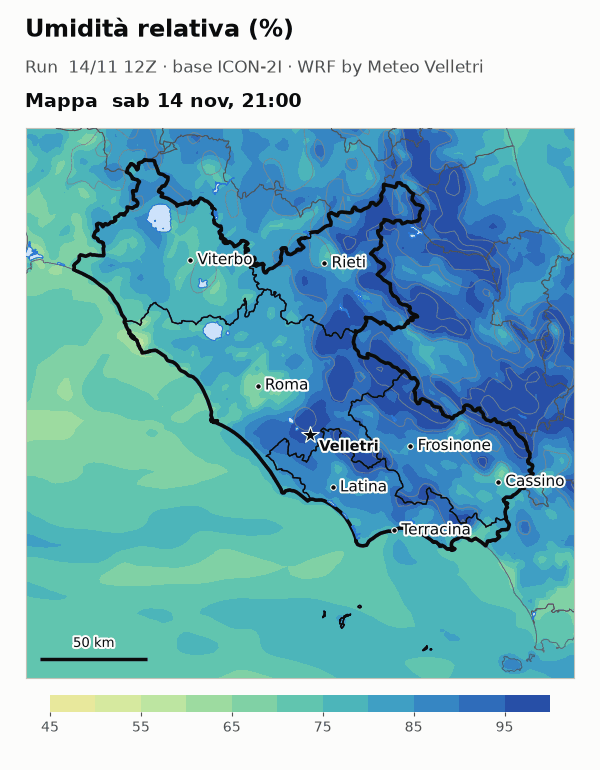 Umidità relativa (%)
Run  14/11 12Z · base ICON-2I · WRF by Meteo Velletri
Mappa  sab 14 nov, 21:00
Viterbo
Rieti
Roma
Velletri
Frosinone
Cassino
Latina
Terracina
50 km
45 55 65 75 85 95